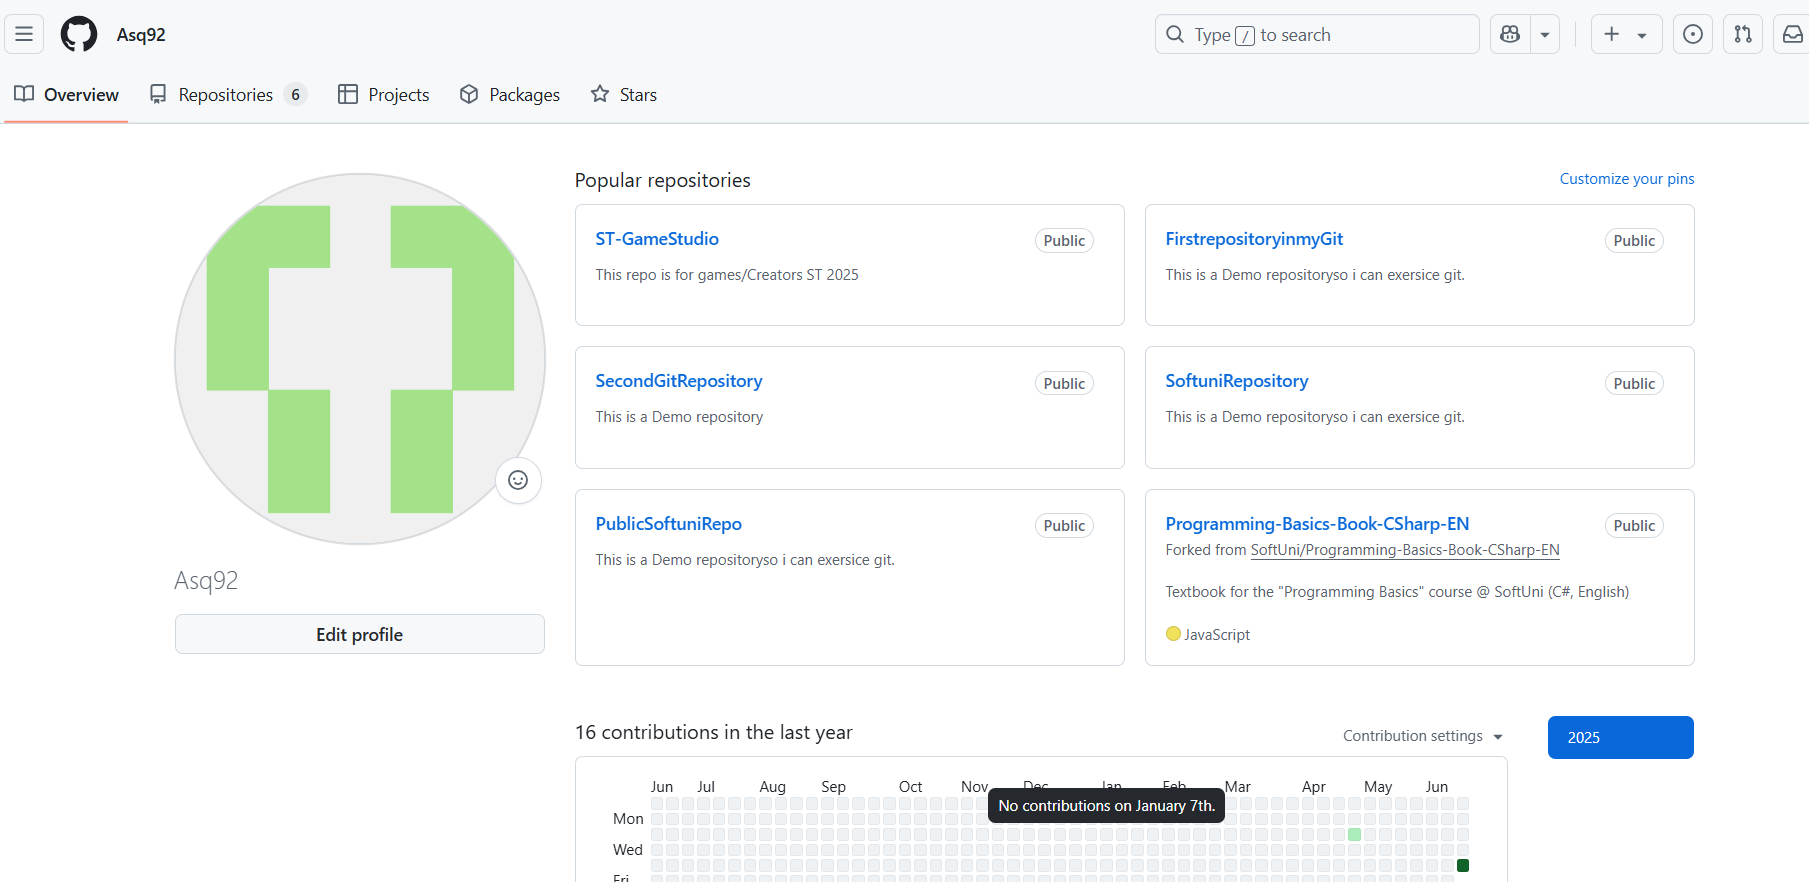 Asq92
Type / to search
Overview
Repositories 6
Projects
Packages
Stars
Asq92
Edit profile
Popular repositories
Customize your pins
ST-GameStudio
Public
This repo is for games/Creators ST 2025
FirstrepositoryinmyGit
Public
This is a Demo repositoryso i can exersice git.
SecondGitRepository
Public
This is a Demo repository
SoftuniRepository
Public
This is a Demo repositoryso i can exersice git.
PublicSoftuniRepo
Public
This is a Demo repositoryso i can exersice git.
Programming-Basics-Book-CSharp-EN
Public
Forked from SoftUni/Programming-Basics-Book-CSharp-EN
Textbook for the "Programming Basics" course @ SoftUni (C#, English)
JavaScript
16 contributions in the last year
Contribution settings
2025
Jun Jul Aug Sep Oct Nov Dec Jan Feb Mar Apr May Jun
No contributions on January 7th.
Mon
Wed
Fri